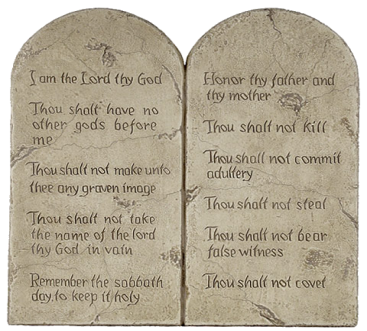 I am the Lord thy God
Thou shalt have no
other gods before
me
Thou shalt not make unto
thee any graven image
Thou shalt not take
the name of the lord
thy God in vain
Remember the sabbath
day, to keep it holy
Honor thy father and
thy mother
Thou shalt not kill
Thou shalt not commit
adultery
Thou shalt not steal
Thou shalt not bear
false witness
Thou shalt not covet